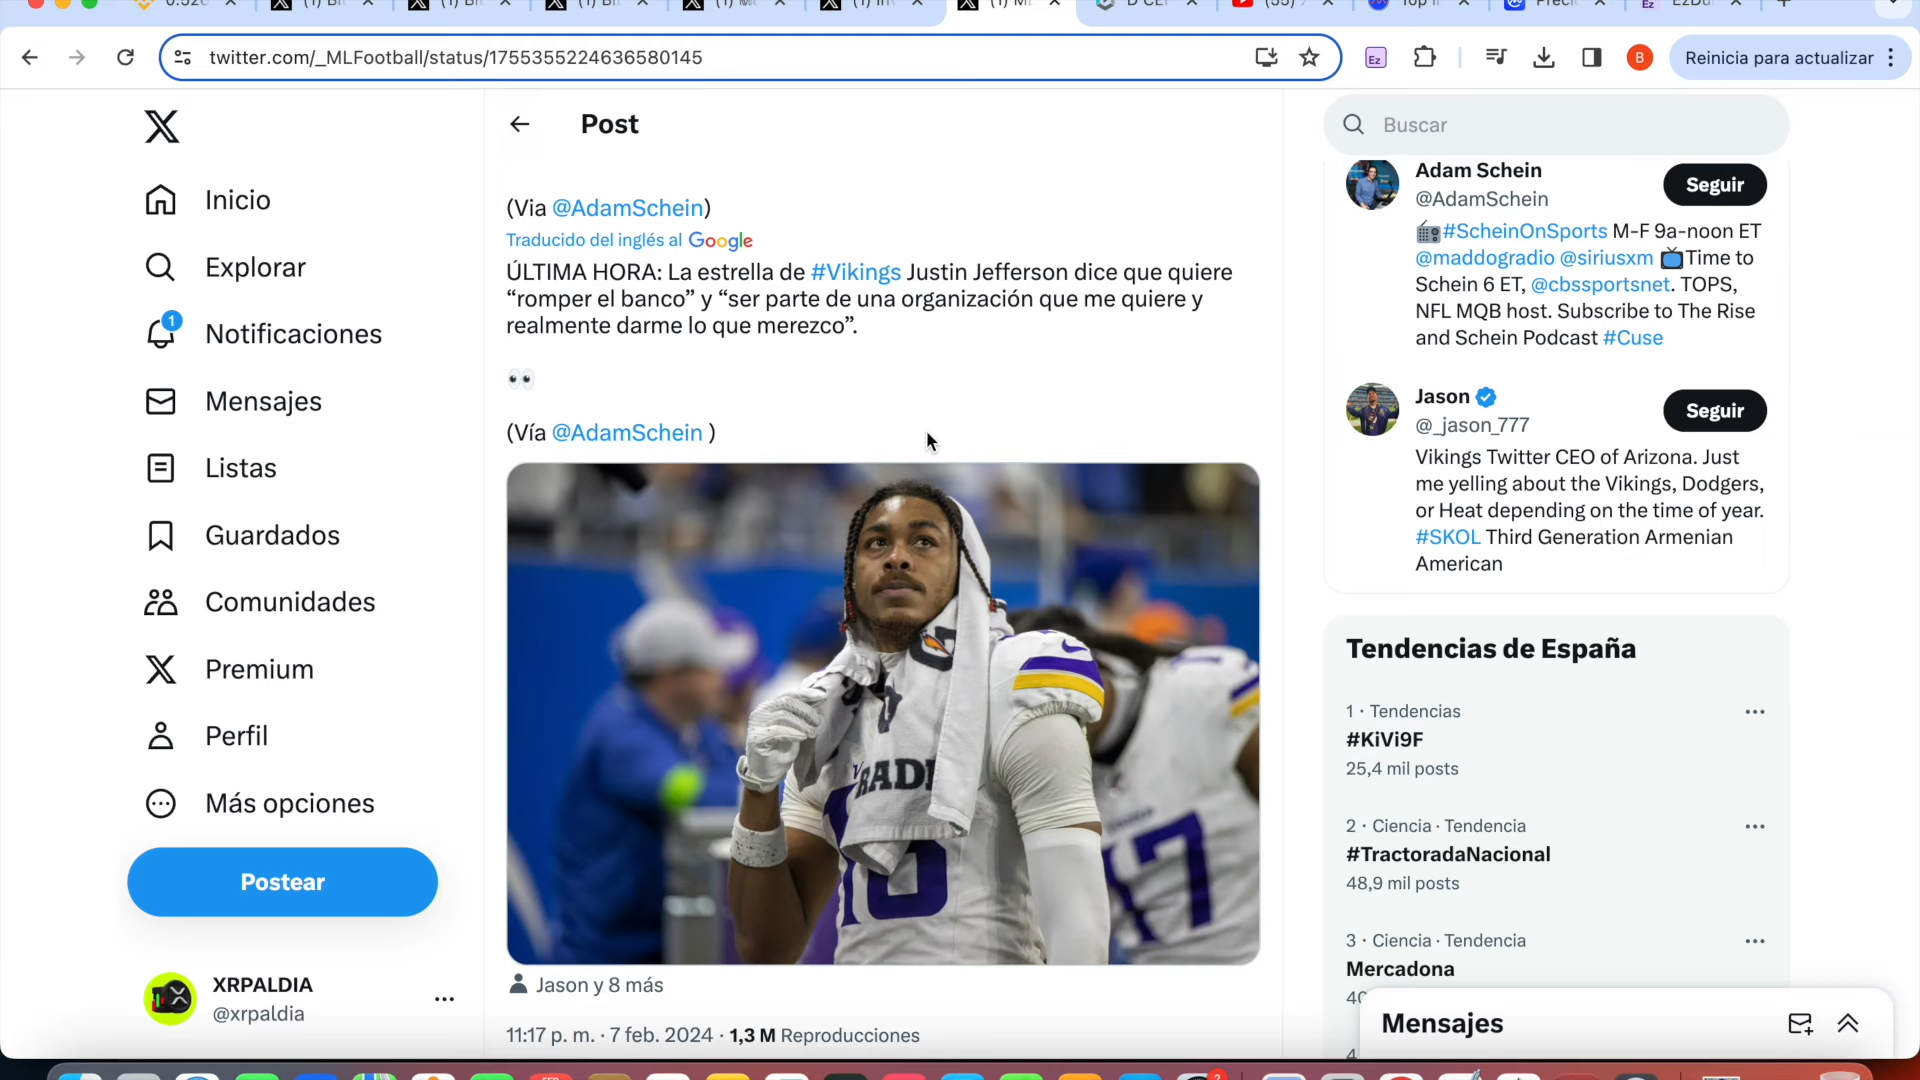 twitter.com/_MLFootball/status/1755355224636580145
Ez
B
Reinicia para actualizar
Post
Buscar
Inicio
Explorar
1
Notificaciones
Mensajes
Listas
Guardados
Comunidades
Premium
Perfil
Más opciones
Postear
XRPALDIA
@xrpaldia
(Via @AdamSchein)
Traducido del inglés al Google
ÚLTIMA HORA: La estrella de #Vikings Justin Jefferson dice que quiere
“romper el banco” y “ser parte de una organización que me quiere y
realmente darme lo que merezco”.
(Vía @AdamSchein )
17
Jason y 8 más
11:17 p. m. · 7 feb. 2024 · 1,3 M Reproducciones
Adam Schein
Seguir
@AdamSchein
#ScheinOnSports M-F 9a-noon ET
@maddogradio @siriusxm Time to
Schein 6 ET, @cbssportsnet. TOPS,
NFL MQB host. Subscribe to The Rise
and Schein Podcast #Cuse
Jason
Seguir
@_jason_777
Vikings Twitter CEO of Arizona. Just
me yelling about the Vikings, Dodgers,
or Heat depending on the time of year.
#SKOL Third Generation Armenian
American
Tendencias de España
1 · Tendencias
#KiVi9F
25,4 mil posts
2 · Ciencia · Tendencia
#TractoradaNacional
48,9 mil posts
3 · Ciencia · Tendencia
Mercadona
Mensajes